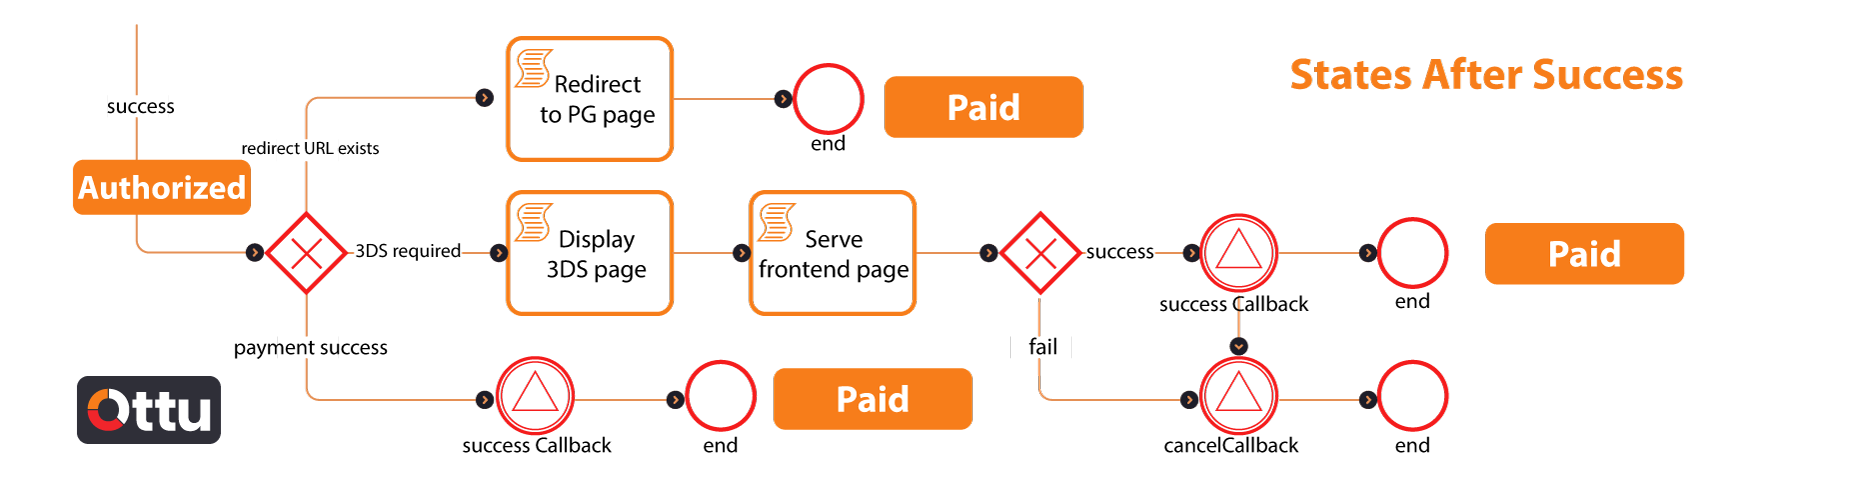 States After Success
success
Redirect
to PG page
end
Paid
redirect URL exists
Authorized
3DS required
Display
3DS page
Serve
frontend page
success
success Callback
end
Paid
payment success
fail
success Callback
end
Paid
cancelCallback
end
Ottu